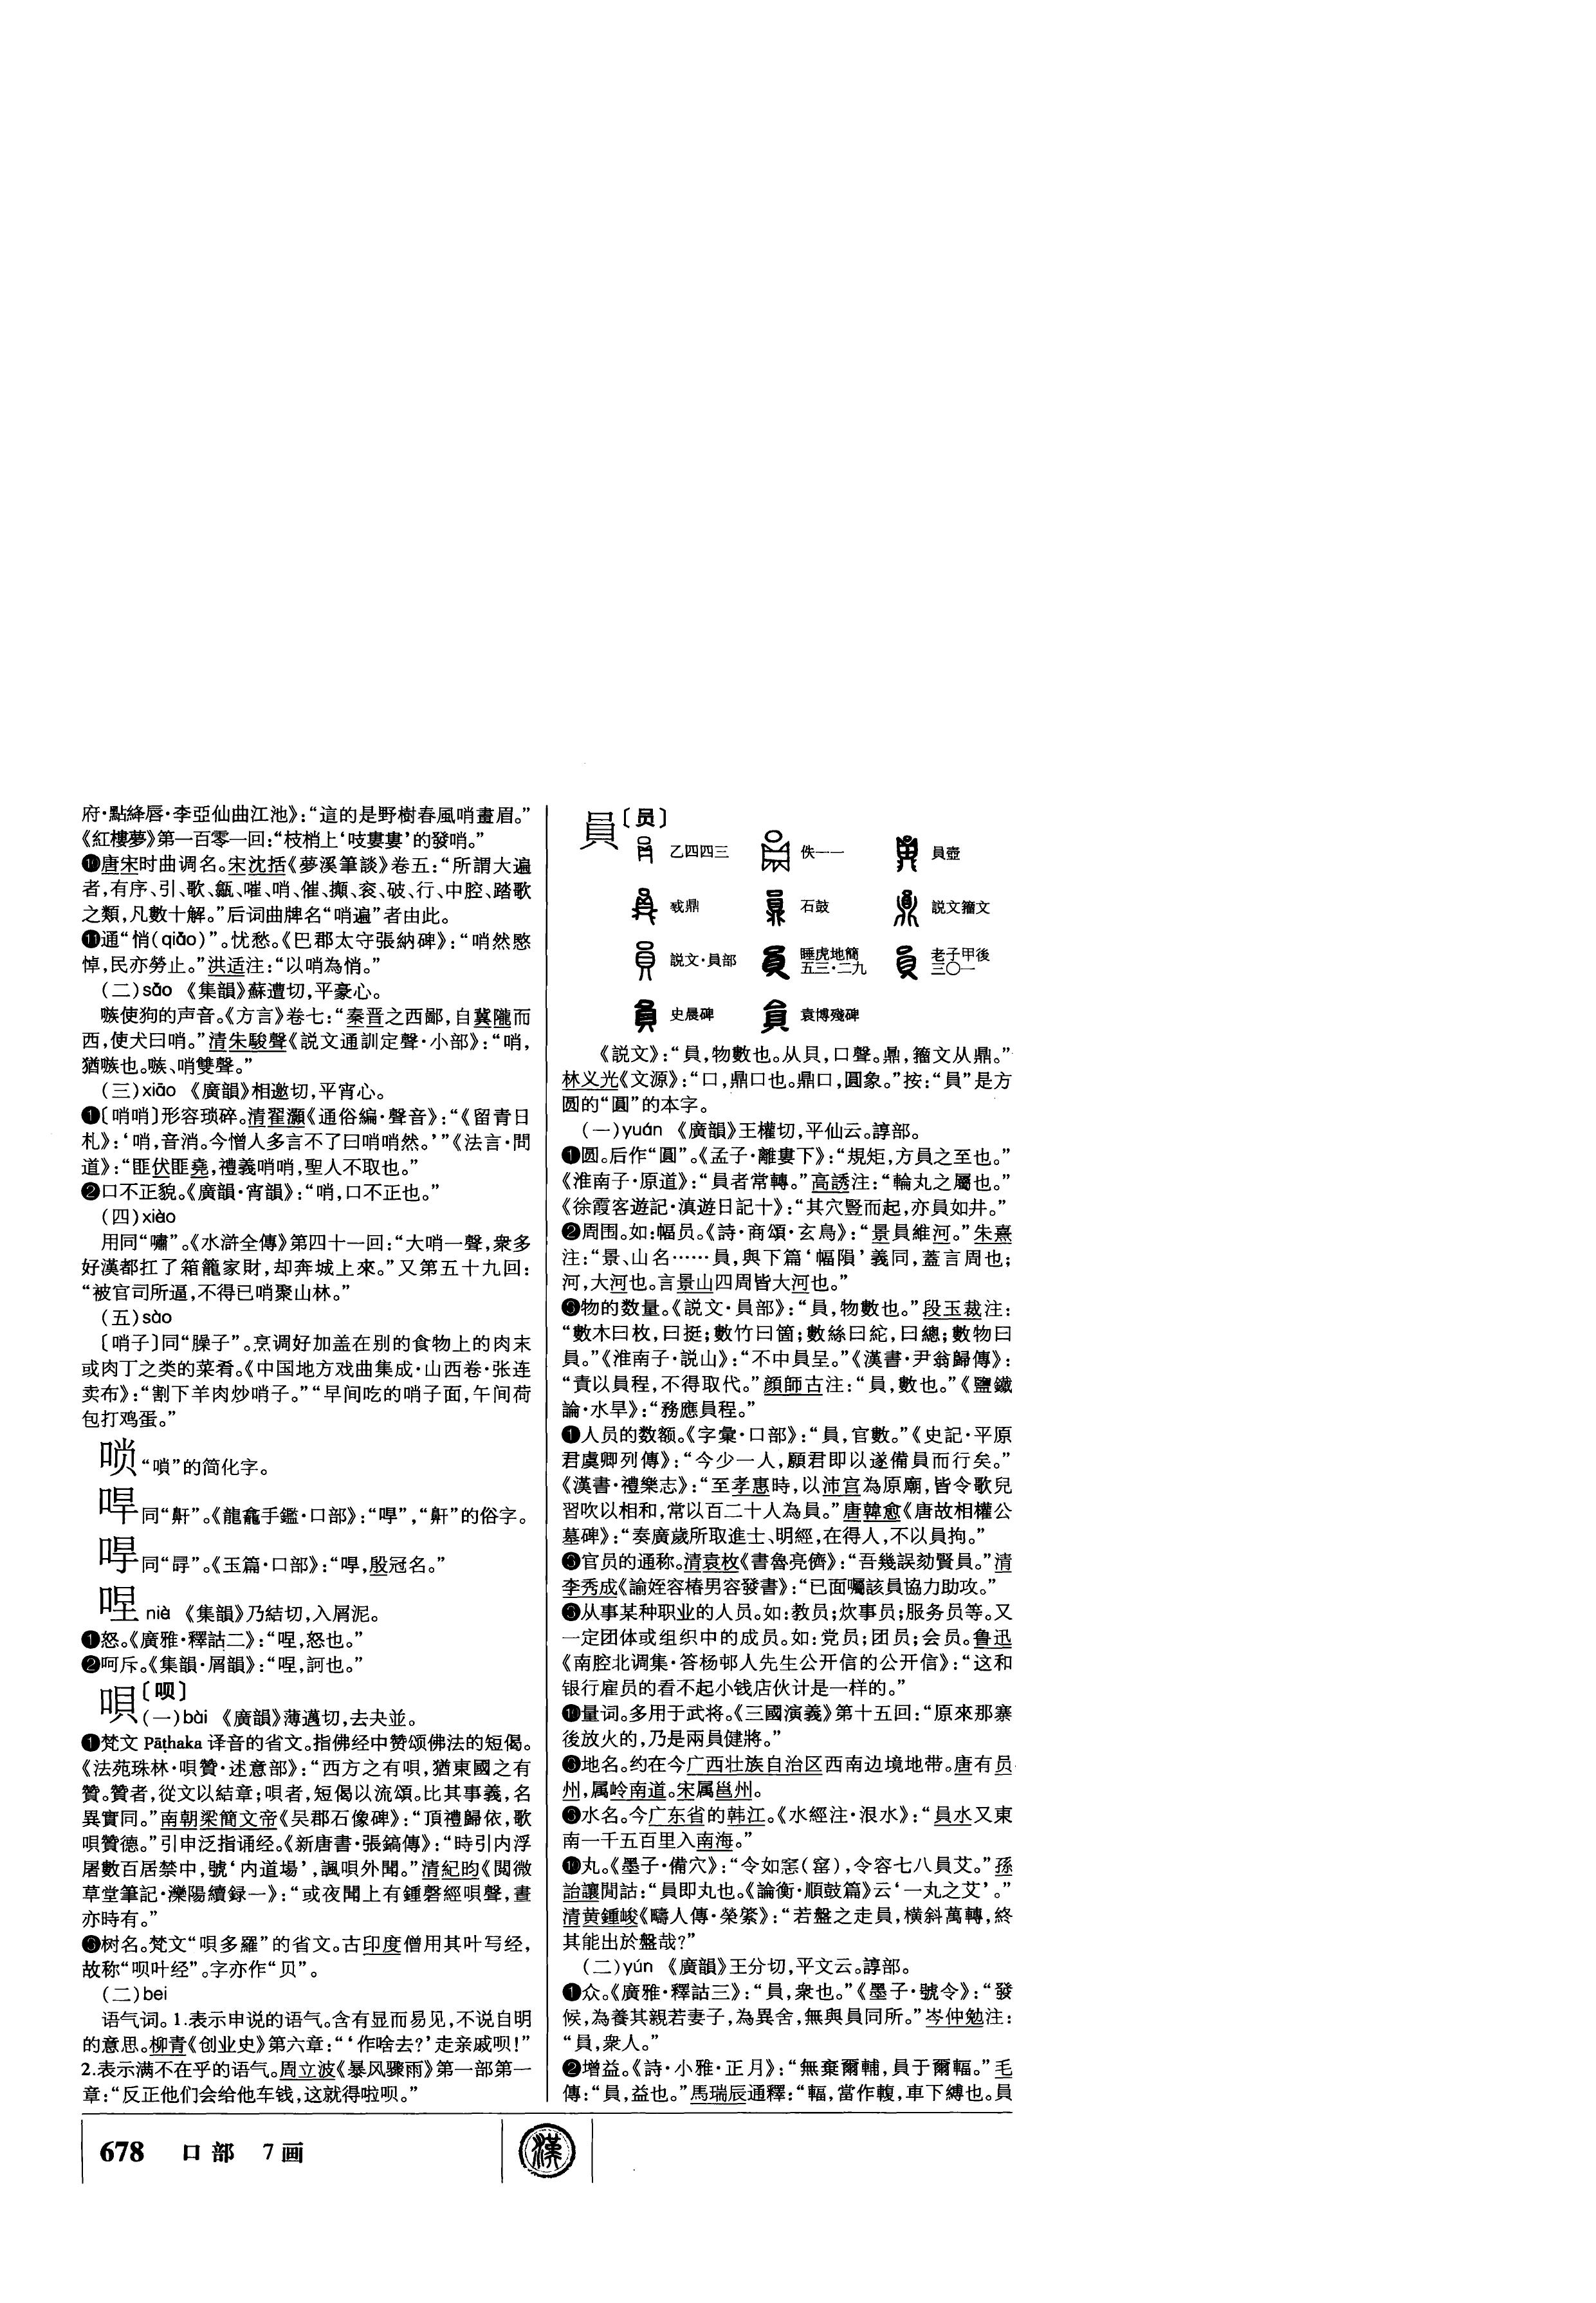 府·點絳唇·李亞仙曲江池》：“這的是野樹春風哨畫眉。”
《紅樓夢》第一百零一回：“枝梢上‘吱婁婁’的發哨。”
❿唐宋时曲调名。宋沈括《夢溪筆談》卷五：“所謂大遍
者，有序、引、歌、㽋、嗺、哨、催、攧、衮、破、行、中腔、踏歌
之類，凡數十解。”后词曲牌名“哨遍”者由此。
⓫通“悄(qiǎo)”。忧愁。《巴郡太守張納碑》：“哨然愍
悼，民亦勞止。”洪适注：“以哨為悄。”
（二）sāo 《集韻》蘇遭切，平豪心。
嗾使狗的声音。《方言》卷七：“秦晋之西鄙，自冀隴而
西，使犬曰哨。”清朱駿聲《説文通訓定聲·小部》：“哨，
猶嗾也。嗾、哨雙聲。”
（三）xiāo 《廣韻》相邀切，平宵心。
❶〔哨哨〕形容琐碎。清翟灝《通俗編·聲音》：“《留青日
札》：‘哨，音消。今憎人多言不了曰哨哨然。’”《法言·問
道》：“匪伏匪堯，禮義哨哨，聖人不取也。”
❷口不正貌。《廣韻·宵韻》：“哨，口不正也。”
（四）xiào
用同“嘯”。《水滸全傳》第四十一回：“大哨一聲，衆多
好漢都扛了箱籠家財，却奔城上來。”又第五十九回：
“被官司所逼，不得已哨聚山林。”
（五）sào
〔哨子〕同“臊子”。烹调好加盖在别的食物上的肉末
或肉丁之类的菜肴。《中国地方戏曲集成·山西卷·张连
卖布》：“割下羊肉炒哨子。”“早间吃的哨子面，午间荷
包打鸡蛋。”
唢 “嗩”的简化字。
哻 同“鼾”。《龍龕手鑑·口部》：“哻”，“鼾”的俗字。
哷 同“㝵”。《玉篇·口部》：“哷，殷冠名。”
哩 niè 《集韻》乃結切，入屑泥。
❶怒。《廣雅·釋詁二》：“㖏，怒也。”
❷呵斥。《集韻·屑韻》：“㖏，訶也。”
唄〔呗〕
（一）bài 《廣韻》薄邁切，去夬並。
❶梵文 Pāṭhaka 译音的省文。指佛经中赞颂佛法的短偈。
《法苑珠林·唄贊·述意部》：“西方之有唄，猶東國之有
贊。贊者，從文以結章；唄者，短偈以流頌。比其事義，名
異實同。”南朝梁簡文帝《吴郡石像碑》：“頂禮歸依，歌
唄贊德。”引申泛指诵经。《新唐書·張鎬傳》：“時引内浮
屠數百居禁中，號‘内道場’，諷唄外聞。”清紀昀《閲微
草堂筆記·灤陽續録一》：“或夜聞上有鍾磬經唄聲，晝
亦時有。”
❸树名。梵文“唄多羅”的省文。古印度僧用其叶写经，
故称“呗叶经”。字亦作“贝”。
（二）bei
语气词。1.表示申说的语气。含有显而易见，不说自明
的意思。柳青《创业史》第六章：“‘作啥去？’走亲戚呗！”
2.表示满不在乎的语气。周立波《暴风骤雨》第一部第一
章：“反正他们会给他车钱，这就得啦呗。”
員〔员〕
乙四四三 佚一一 員壺
戜鼎 石鼓 説文籀文
説文·員部 睡虎地簡五三·二九 老子甲後三〇一
史晨碑 袁博殘碑
《説文》：“員，物數也。从貝，口聲。鼎，籀文从鼎。”
林义光《文源》：“口，鼎口也。鼎口，圓象。”按：“員”是方
圆的“圓”的本字。
（一）yuán 《廣韻》王權切，平仙云。諄部。
❶圆。后作“圓”。《孟子·離婁下》：“規矩，方員之至也。”
《淮南子·原道》：“員者常轉。”高誘注：“輪丸之屬也。”
《徐霞客遊記·滇遊日記十》：“其穴竪而起，亦員如井。”
❷周围。如：幅员。《詩·商頌·玄鳥》：“景員維河。”朱熹
注：“景、山名……員，與下篇‘幅隕’義同，蓋言周也；
河，大河也。言景山四周皆大河也。”
❸物的数量。《説文·員部》：“員，物數也。”段玉裁注：
“數木曰枚，曰挺；數竹曰箇；數絲曰紽，曰總；數物曰
員。”《淮南子·説山》：“不中員呈。”《漢書·尹翁歸傳》：
“責以員程，不得取代。”顔師古注：“員，數也。”《鹽鐵
論·水旱》：“務應員程。”
❶人员的数额。《字彙·口部》：“員，官數。”《史記·平原
君虞卿列傳》：“今少一人，願君即以遂備員而行矣。”
《漢書·禮樂志》：“至孝惠時，以沛宫為原廟，皆令歌兒
習吹以相和，常以百二十人為員。”唐韓愈《唐故相權公
墓碑》：“奏廣歲所取進士、明經，在得人，不以員拘。”
❸官员的通称。清袁枚《書魯亮儕》：“吾幾誤劾賢員。”清
李秀成《諭姪容椿男容發書》：“已面囑該員協力助攻。”
❸从事某种职业的人员。如：教员；炊事员；服务员等。又
一定团体或组织中的成员。如：党员；团员；会员。鲁迅
《南腔北调集·答杨邨人先生公开信的公开信》：“这和
银行雇员的看不起小钱店伙计是一样的。”
❿量词。多用于武将。《三國演義》第十五回：“原來那寨
後放火的，乃是兩員健將。”
❸地名。约在今广西壮族自治区西南边境地带。唐有员
州，属岭南道。宋属邕州。
❸水名。今广东省的韩江。《水經注·泿水》：“員水又東
南一千五百里入南海。”
❿丸。《墨子·備穴》：“令如窯（窰），令容七八員艾。”孫
詒讓閒詁：“員即丸也。《論衡·順鼓篇》云‘一丸之艾’。”
清黄鍾峻《疇人傳·榮綮》：“若盤之走員，横斜萬轉，終
其能出於盤哉？”
（二）yún 《廣韻》王分切，平文云。諄部。
❶众。《廣雅·釋詁三》：“員，衆也。”《墨子·號令》：“發
候，為養其親若妻子，為異舍，無與員同所。”岑仲勉注：
“員，衆人。”
❷增益。《詩·小雅·正月》：“無棄爾輔，員于爾輻。”毛
傳：“員，益也。”馬瑞辰通釋：“輻，當作輹，車下縛也。員
678 口部 7画
漢